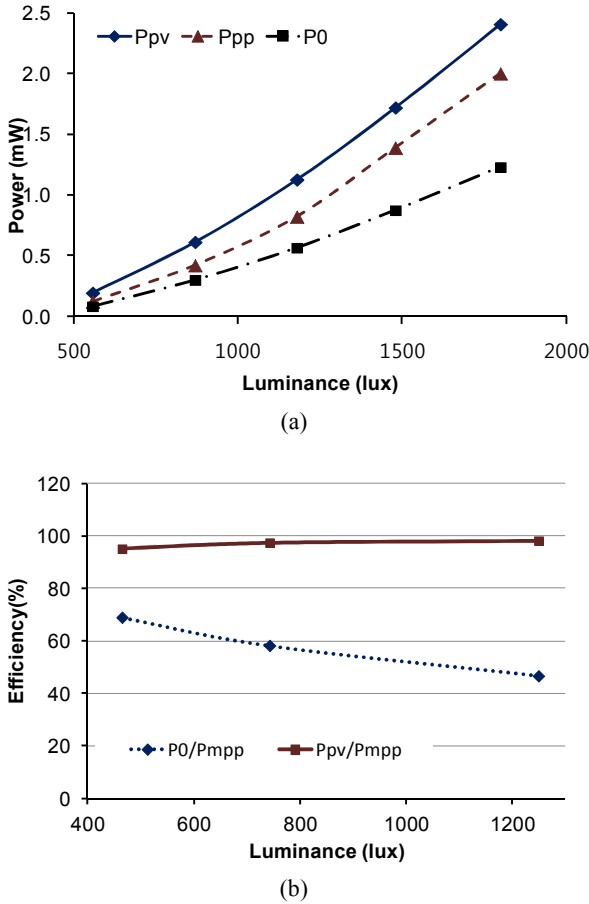 2.5
Ppv Ppp P0
2.0
1.5
1.0
0.5
0.0
Power (mW)
500 1000 1500 2000
Luminance (lux)
(a)
120
100
80
60
40
20
0
Efficiency(%)
P0/Pmpp Ppv/Pmpp
400 600 800 1000 1200
Luminance (lux)
(b)